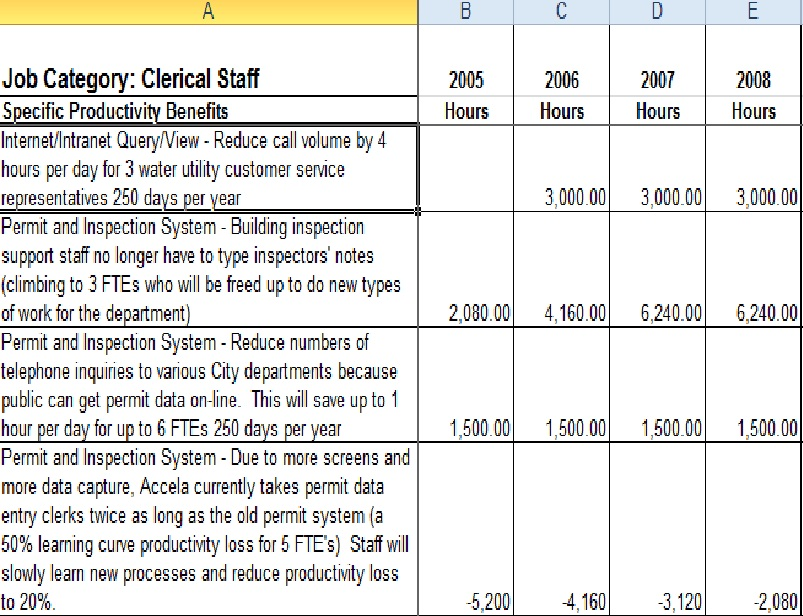 A B C D E
Job Category: Clerical Staff 2005 2006 2007 2008
Specific Productivity Benefits Hours Hours Hours Hours
Internet/Intranet Query/View - Reduce call volume by 4
hours per day for 3 water utility customer service
representatives 250 days per year 3,000.00 3,000.00 3,000.00
Permit and Inspection System - Building inspection
support staff no longer have to type inspectors' notes
(climbing to 3 FTEs who will be freed up to do new types
of work for the department) 2,080.00 4,160.00 6,240.00 6,240.00
Permit and Inspection System - Reduce numbers of
telephone inquiries to various City departments because
public can get permit data on-line. This will save up to 1
hour per day for up to 6 FTEs 250 days per year 1,500.00 1,500.00 1,500.00 1,500.00
Permit and Inspection System - Due to more screens and
more data capture, Accela currently takes permit data
entry clerks twice as long as the old permit system (a
50% learning curve productivity loss for 5 FTE's) Staff will
slowly learn new processes and reduce productivity loss
to 20%. -5,200 -4,160 -3,120 -2,080